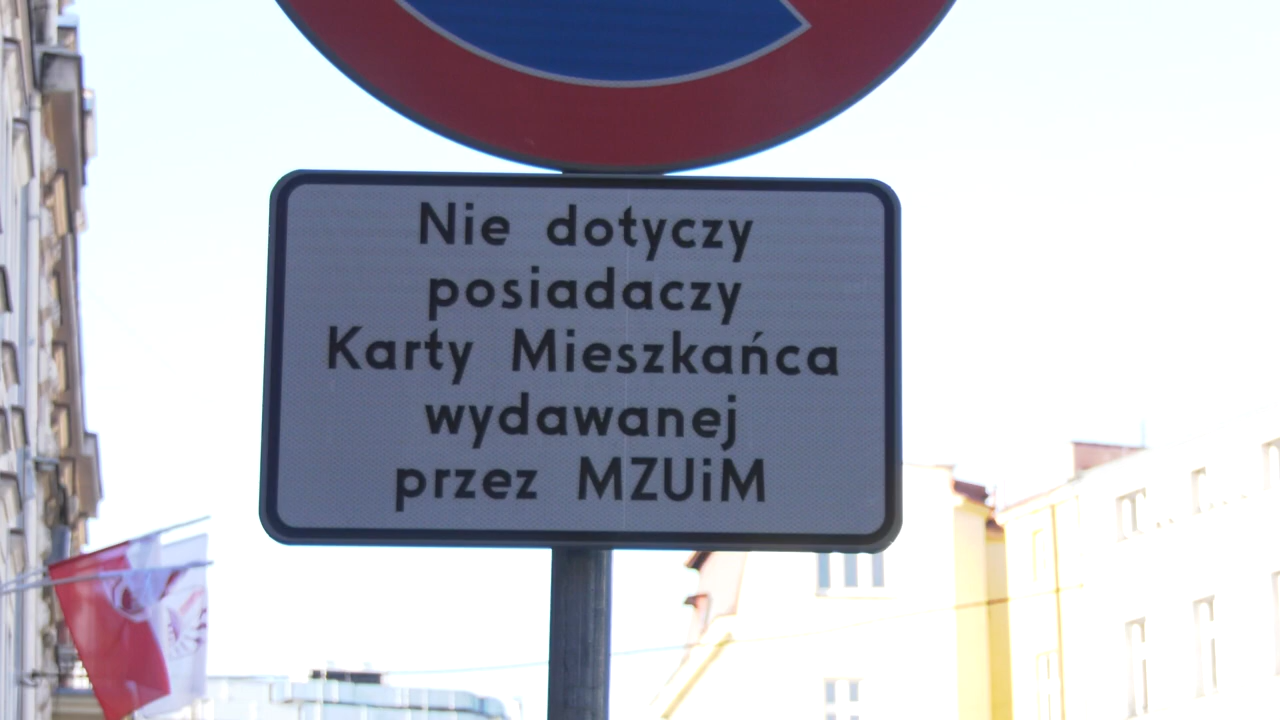 Nie dotyczy
posiadaczy
Karty Mieszkańca
wydawanej
przez MZUiM